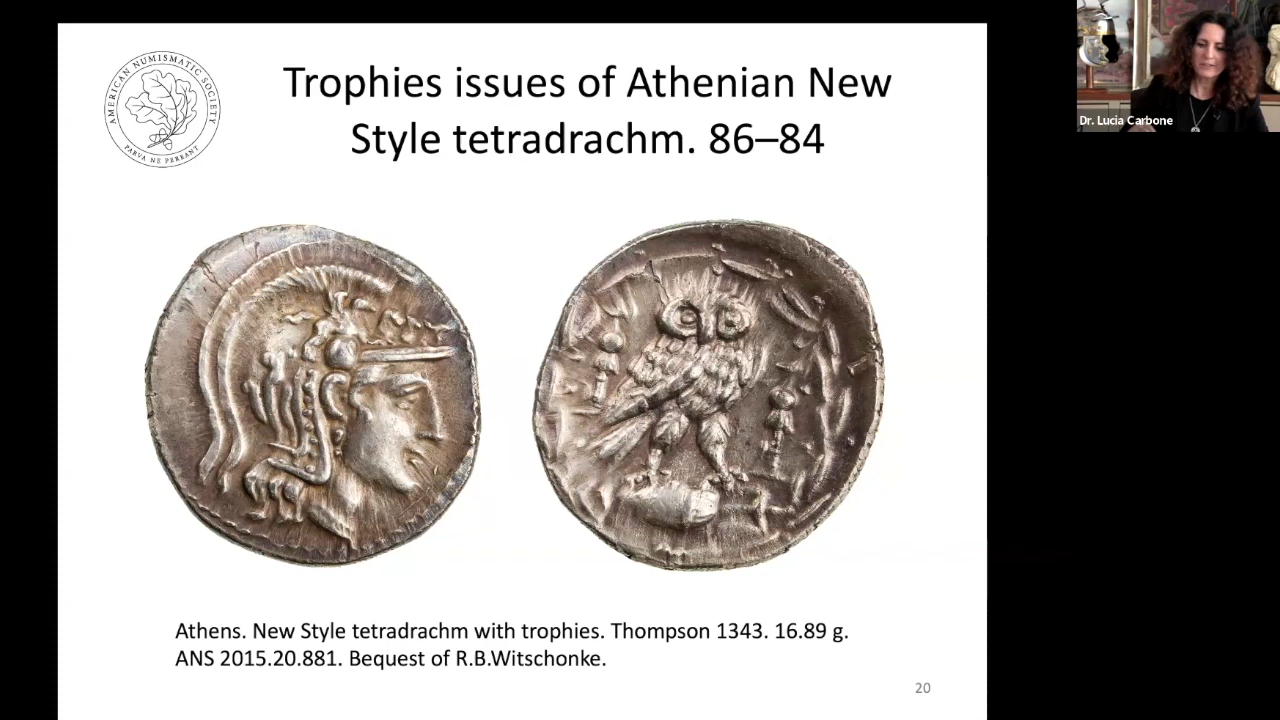 AMERICAN NUMISMATIC SOCIETY
PARVA NE PEREANT
Trophies issues of Athenian New
Style tetradrachm. 86–84
Dr. Lucia Carbone
Athens. New Style tetradrachm with trophies. Thompson 1343. 16.89 g.
ANS 2015.20.881. Bequest of R.B.Witschonke.
20